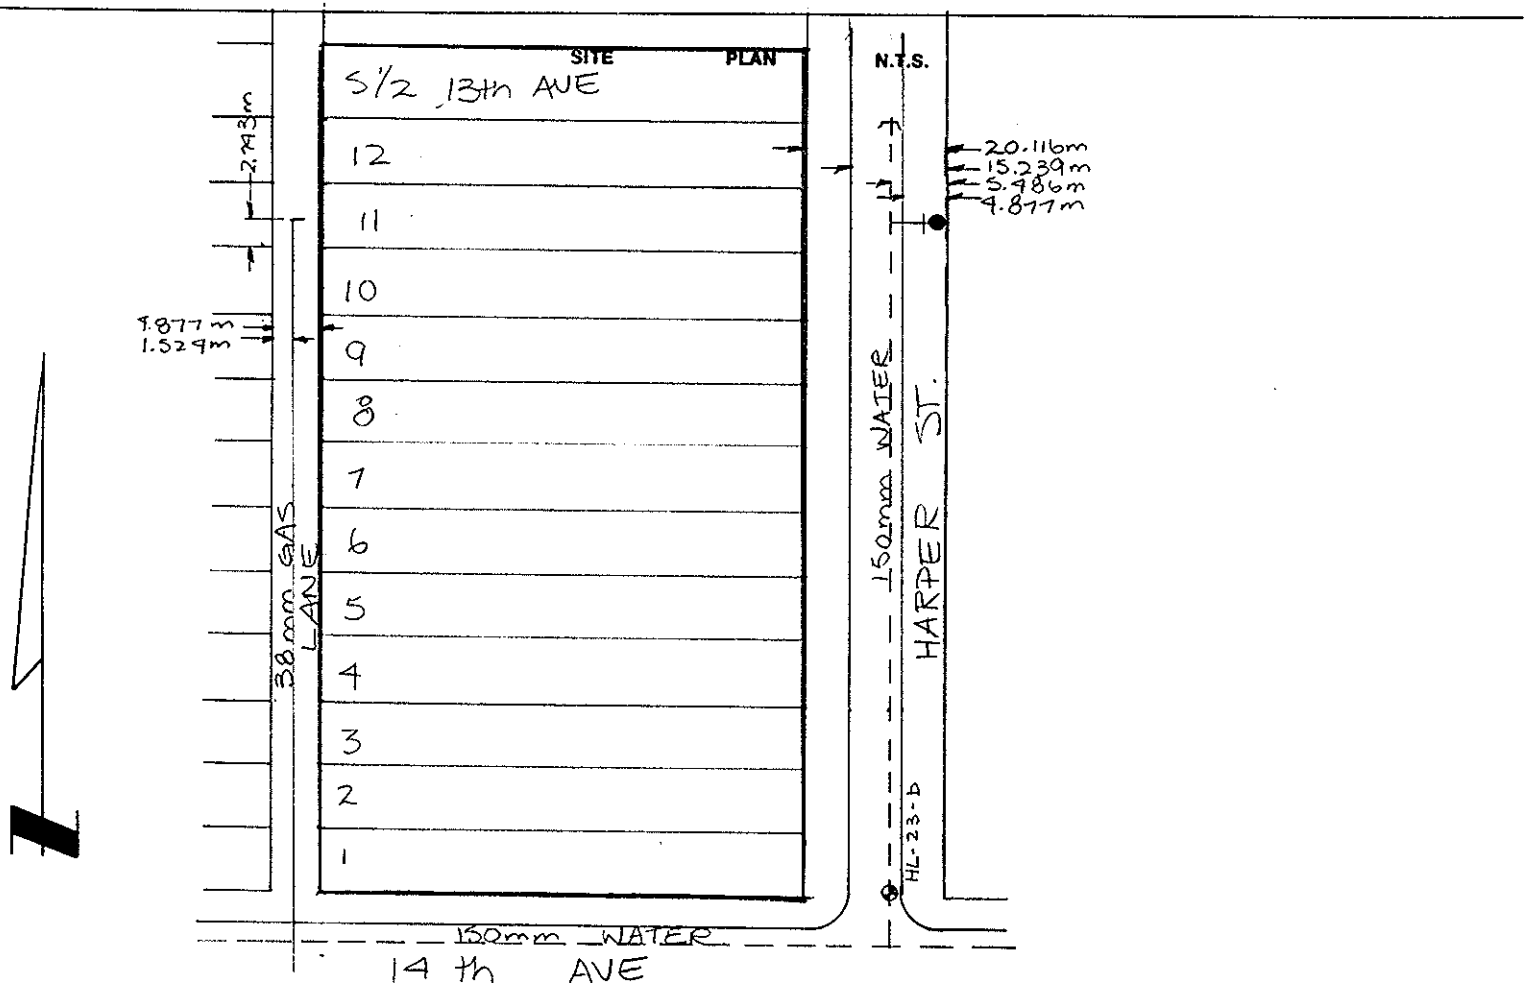 SITE PLAN
N.T.S.
S 1/2 13th AVE
2.743m
12
20.116m
15.239m
5.486m
4.877m
11
10
4.877m
1.524m
9
8
7
6
5
4
3
2
1
38mm GAS
LANE
150mm WATER
HARPER ST.
HL-23-D
150mm WATER
14th AVE